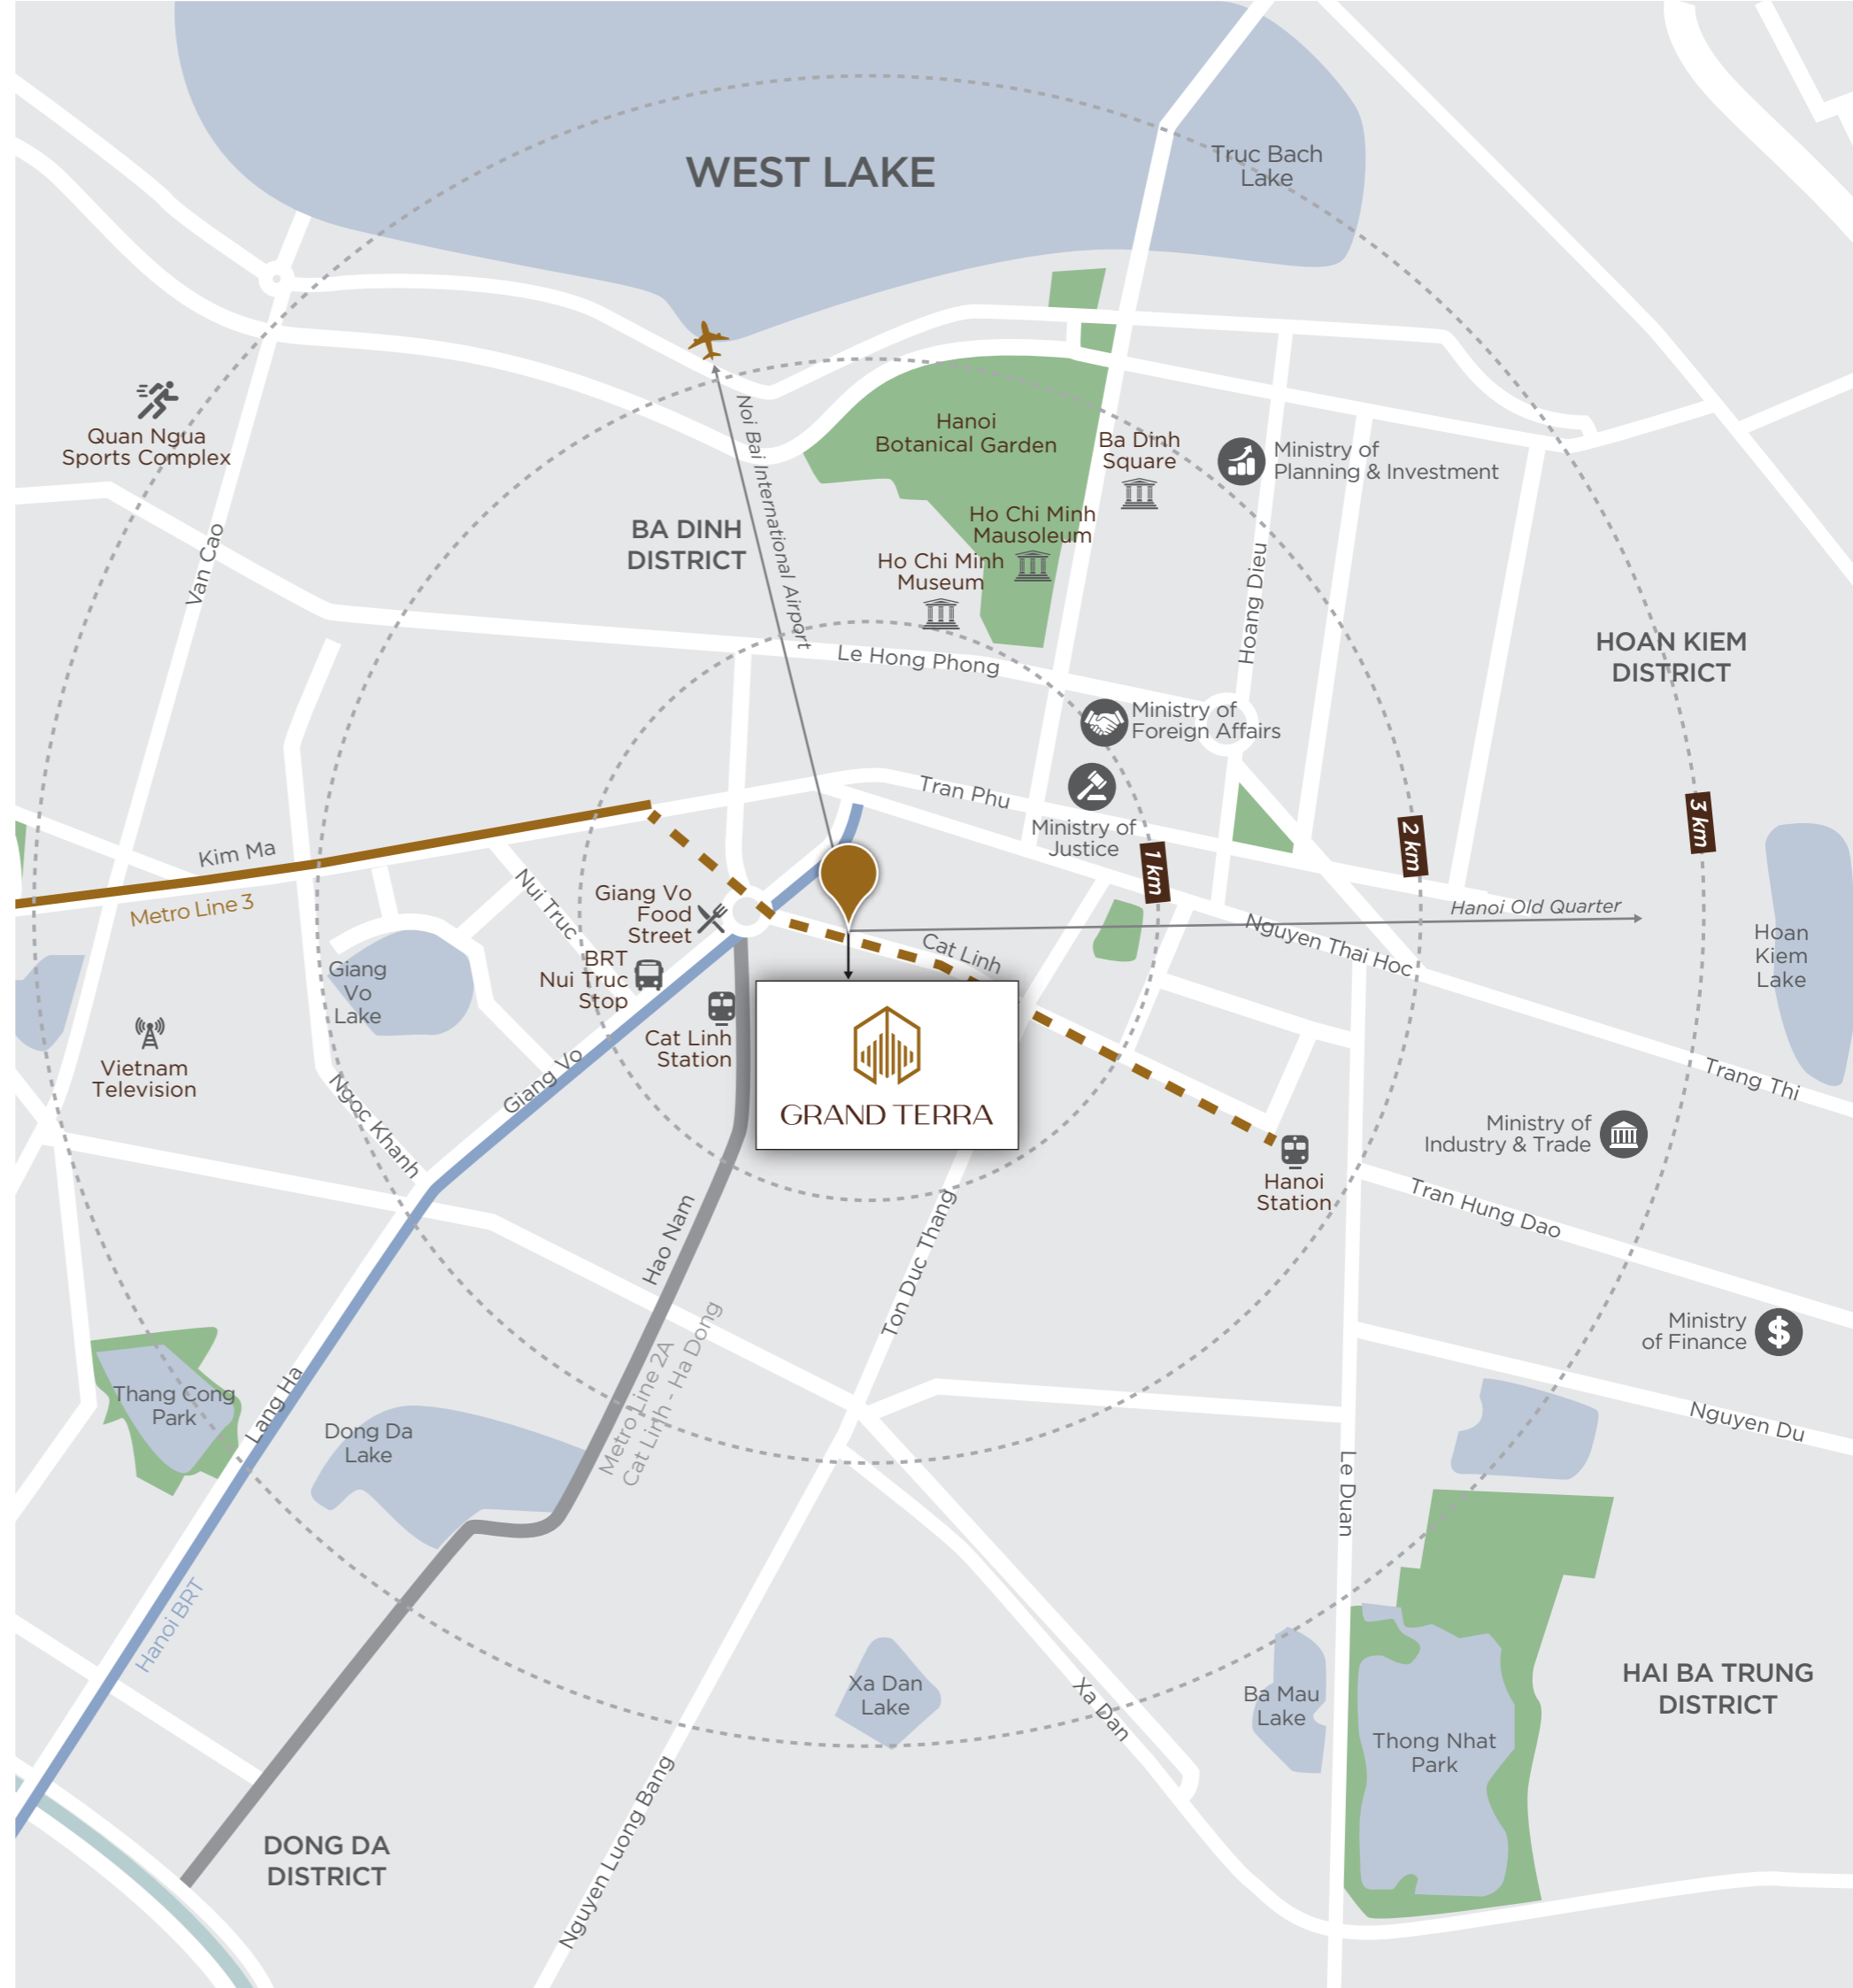 WEST LAKE
Truc Bach
Lake
Quan Ngua
Sports Complex
Van Cao
Noi Bai International Airport
Hanoi
Botanical Garden
Ba Dinh
Square
Ministry of
Planning & Investment
BA DINH
DISTRICT
Ho Chi Minh
Mausoleum
Ho Chi Minh
Museum
Hoang Dieu
HOAN KIEM
DISTRICT
Le Hong Phong
Ministry of
Foreign Affairs
Tran Phu
Ministry of
Justice
1 km
2 km
3 km
Kim Ma
Metro Line 3
Nui Truc
Giang Vo
Food
Street
BRT
Nui Truc
Stop
Cat Linh
Nguyen Thai Hoc
Hanoi Old Quarter
Hoan
Kiem
Lake
Giang
Vo
Lake
Vietnam
Television
Cat Linh
Station
GRAND TERRA
Ngoc Khanh
Giang Vo
Trang Thi
Ministry of
Industry & Trade
Hanoi
Station
Tran Hung Dao
Hao Nam
Ton Duc Thang
Metro Line 2A
Cat Linh - Ha Dong
Ministry
of Finance
Nguyen Du
Thang Cong
Park
Lang Ha
Dong Da
Lake
Le Duan
Hanoi BRT
Xa Dan
Lake
Xa Dan
Ba Mau
Lake
Thong Nhat
Park
HAI BA TRUNG
DISTRICT
DONG DA
DISTRICT
Nguyen Luong Bang